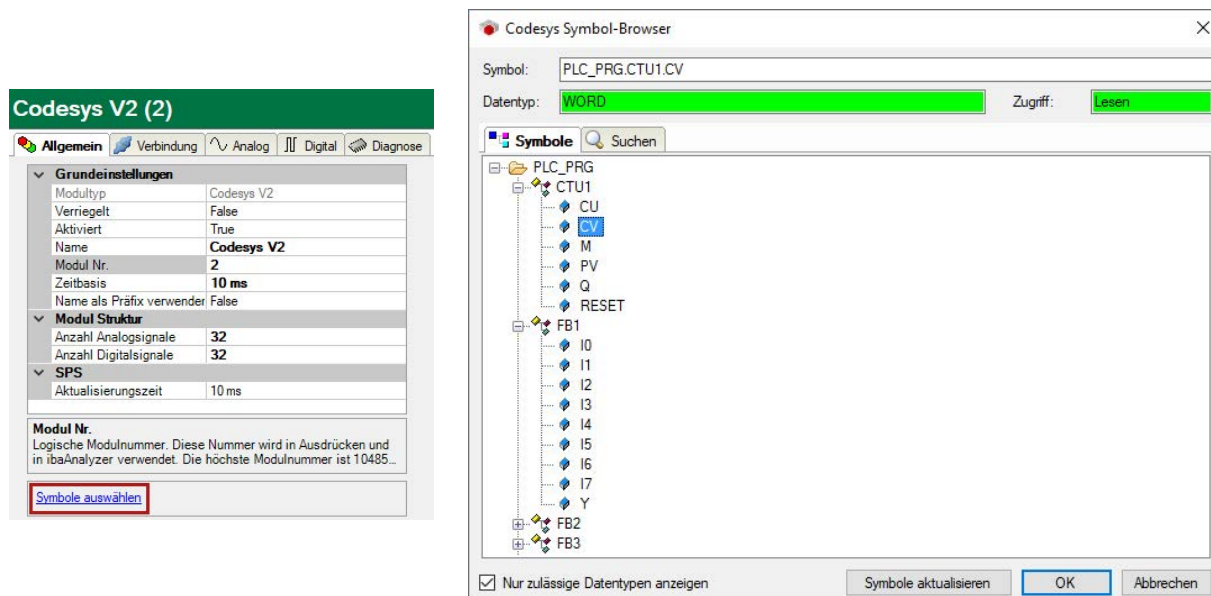 Codesys V2 (2)
Allgemein Verbindung Analog Digital Diagnose
Grundeinstellungen
Modultyp Codesys V2
Verriegelt False
Aktiviert True
Name Codesys V2
Modul Nr. 2
Zeitbasis 10 ms
Name als Präfix verwender False
Modul Struktur
Anzahl Analogsignale 32
Anzahl Digitalsignale 32
SPS
Aktualisierungszeit 10 ms
Modul Nr.
Logische Modulnummer. Diese Nummer wird in Ausdrücken und
in ibaAnalyzer verwendet. Die höchste Modulnummer ist 10485...
Symbole auswählen
Codesys Symbol-Browser
Symbol: PLC_PRG.CTU1.CV
Datentyp: WORD Zugriff: Lesen
Symbole Suchen
PLC_PRG
CTU1
CU
CV
M
PV
Q
RESET
FB1
I0
I1
I2
I3
I4
I5
I6
I7
Y
FB2
FB3
Nur zulässige Datentypen anzeigen Symbole aktualisieren OK Abbrechen